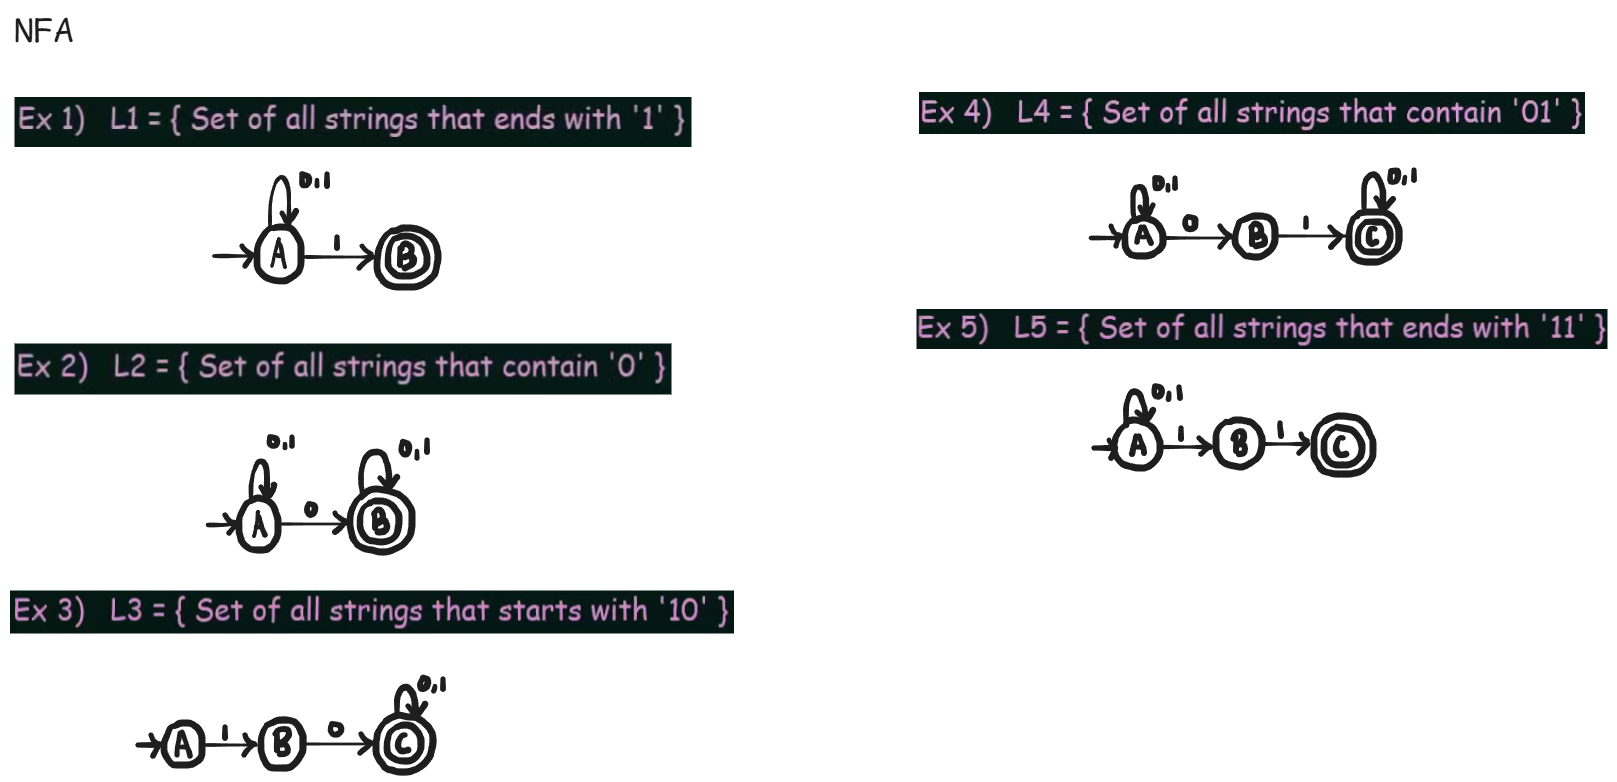 NFA
Ex 1) L1 = { Set of all strings that ends with '1' }
0,1
A
1
B
Ex 2) L2 = { Set of all strings that contain '0' }
0,1
0,1
A
0
B
Ex 3) L3 = { Set of all strings that starts with '10' }
0,1
A
1
B
0
C
Ex 4) L4 = { Set of all strings that contain '01' }
0,1
0,1
A
0
B
1
C
Ex 5) L5 = { Set of all strings that ends with '11' }
0,1
A
1
B
1
C